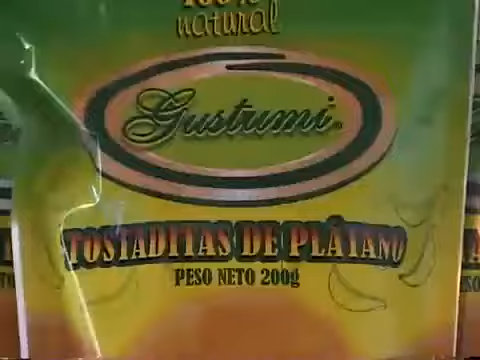 100%
natural
Gustumi
TOSTADITAS DE PLÁTANO
PESO NETO 200g